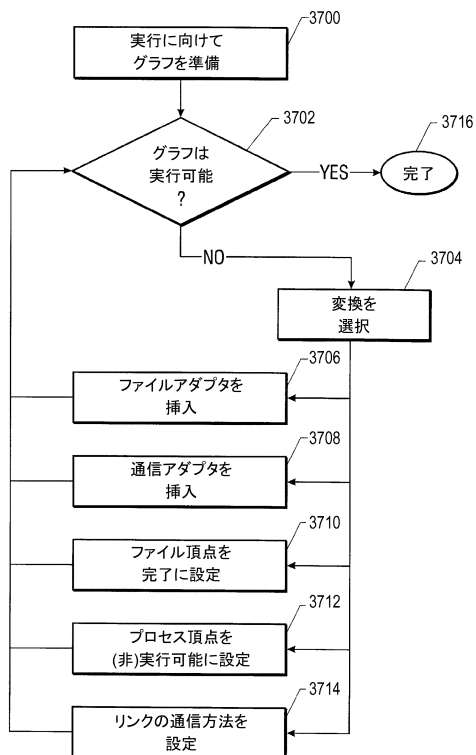 3700
実行に向けて
グラフを準備
3702
グラフは
実行可能
?
YES
3716
完了
NO
3704
変換を
選択
3706
ファイルアダプタを
挿入
3708
通信アダプタを
挿入
3710
ファイル頂点を
完了に設定
3712
プロセス頂点を
(非)実行可能に設定
3714
リンクの通信方法を
設定